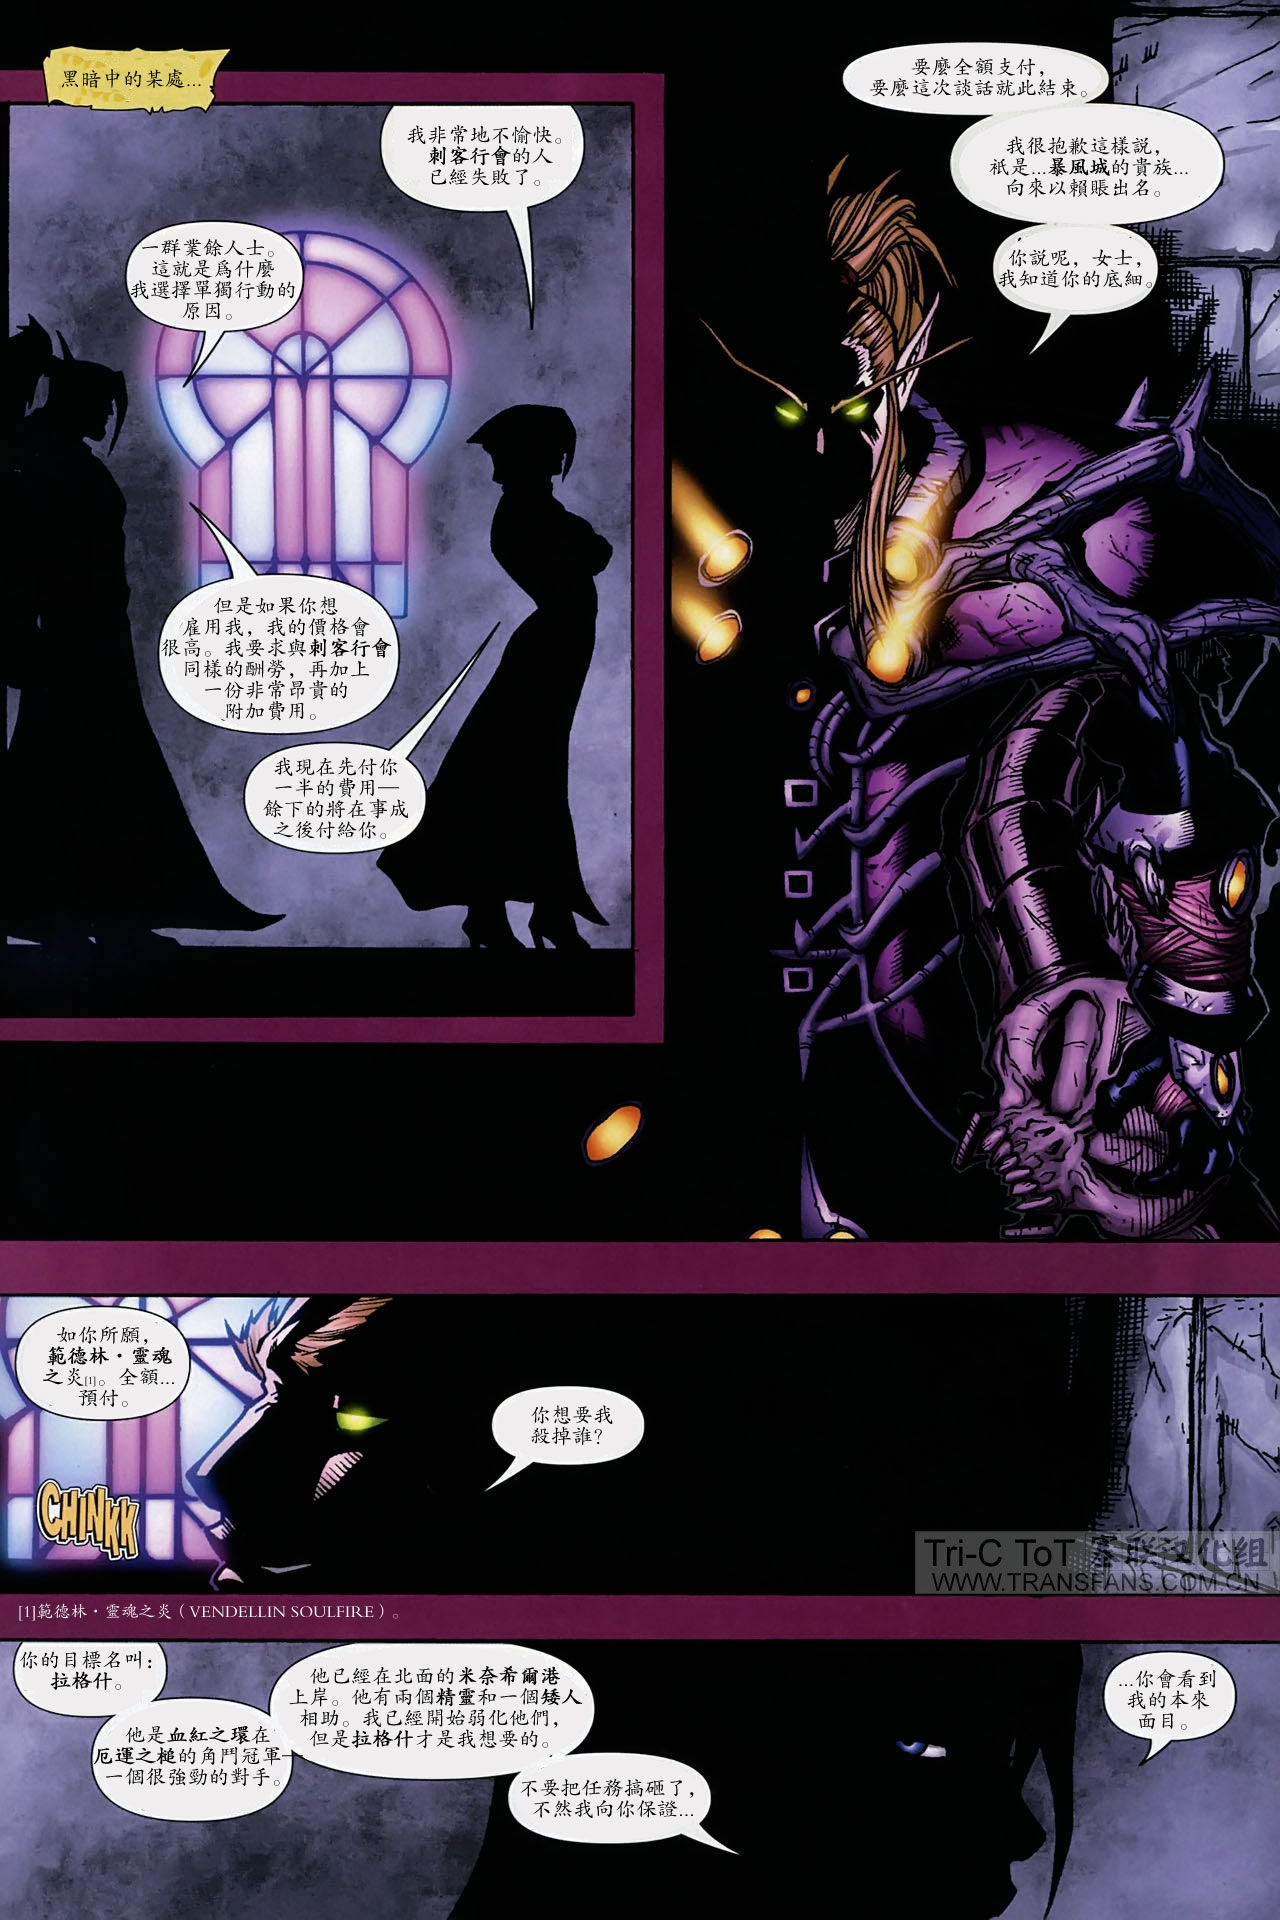 黑暗中的某處...
我非常地不愉快。
刺客行會的人
已經失敗了。
一群業餘人士。
這就是爲什麼
我選擇單獨行動的
原因。
但是如果你想
雇用我，我的價格會
很高。我要求與刺客行會
同樣的酬勞，再加上
一份非常昂貴的
附加費用。
我現在先付你
一半的費用—
餘下的將在事成
之後付給你。
要麼全額支付，
要麼這次談話就此結束。
我很抱歉這樣說，
祇是...暴風城的貴族...
向來以賴賬出名。
你説呢，女士，
我知道你的底細。
如你所願，
範德林·靈魂
之炎[1]。全額...
預付。
CHINKK
你想要我
殺掉誰？
Tri-C ToT 塞联汉化组
WWW.TRANSFANS.COM.CN
[1]範德林·靈魂之炎（VENDELLIN SOULFIRE）。
你的目標名叫：
拉格什。
他是血紅之環在
厄運之槌的角鬥冠軍—
一個很強勁的對手。
他已經在北面的米奈希爾港
上岸。他有兩個精靈和一個矮人
相助。我已經開始弱化他們，
但是拉格什才是我想要的。
不要把任務搞砸了，
不然我向你保證...
...你會看到
我的本來
面目。